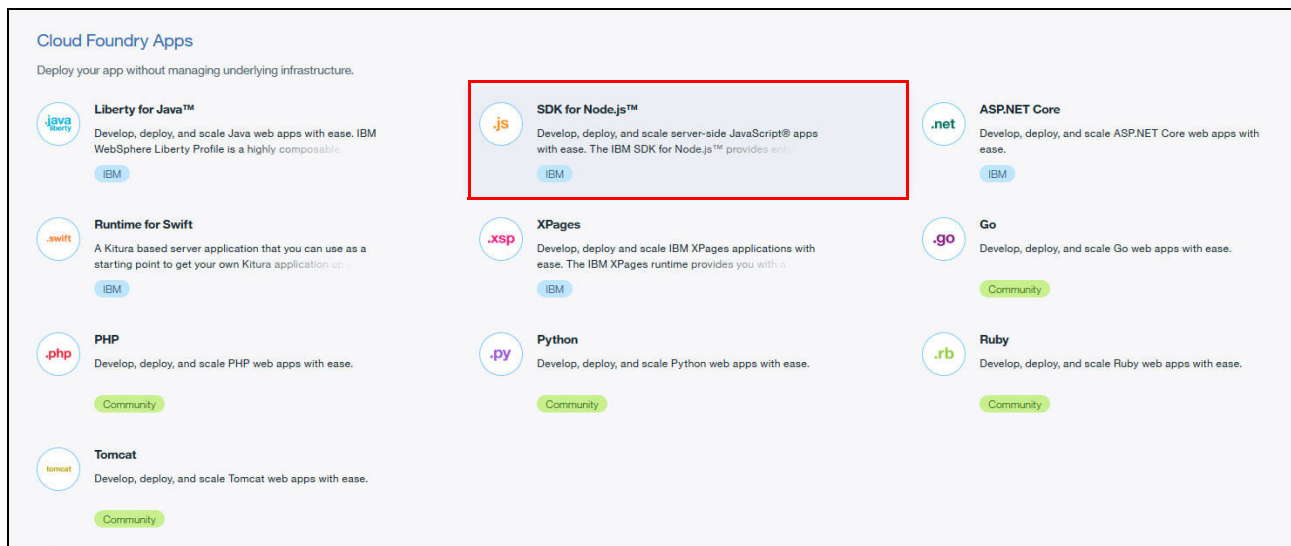 Cloud Foundry Apps
Deploy your app without managing underlying infrastructure.
.java
liberty
Liberty for Java™
Develop, deploy, and scale Java web apps with ease. IBM
WebSphere Liberty Profile is a highly composable,
IBM
.js
SDK for Node.js™
Develop, deploy, and scale server-side JavaScript® apps
with ease. The IBM SDK for Node.js™ provides
IBM
.net
ASP.NET Core
Develop, deploy, and scale ASP.NET Core web apps with
ease.
IBM
.swift
Runtime for Swift
A Kitura based server application that you can use as a
starting point to get your own Kitura application up
IBM
.xsp
XPages
Develop, deploy and scale IBM XPages applications with
ease. The IBM XPages runtime provides you with a
IBM
.go
Go
Develop, deploy, and scale Go web apps with ease.
Community
.php
PHP
Develop, deploy, and scale PHP web apps with ease.
Community
.py
Python
Develop, deploy, and scale Python web apps with ease.
Community
.rb
Ruby
Develop, deploy, and scale Ruby web apps with ease.
Community
tomcat
Tomcat
Develop, deploy, and scale Tomcat web apps with ease.
Community